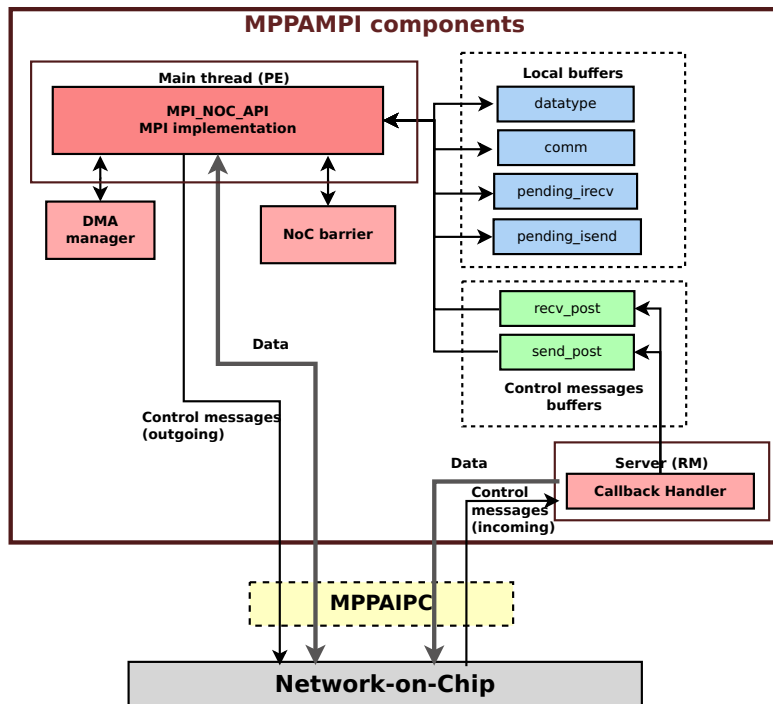 MPPAMPI components
Main thread (PE)
MPI_NOC_API
MPI implementation
DMA
manager
NoC barrier
Local buffers
datatype
comm
pending_irecv
pending_isend
recv_post
send_post
Control messages
buffers
Data
Control messages
(outgoing)
Server (RM)
Callback Handler
Data
Control
messages
(incoming)
MPPAIPC
Network-on-Chip